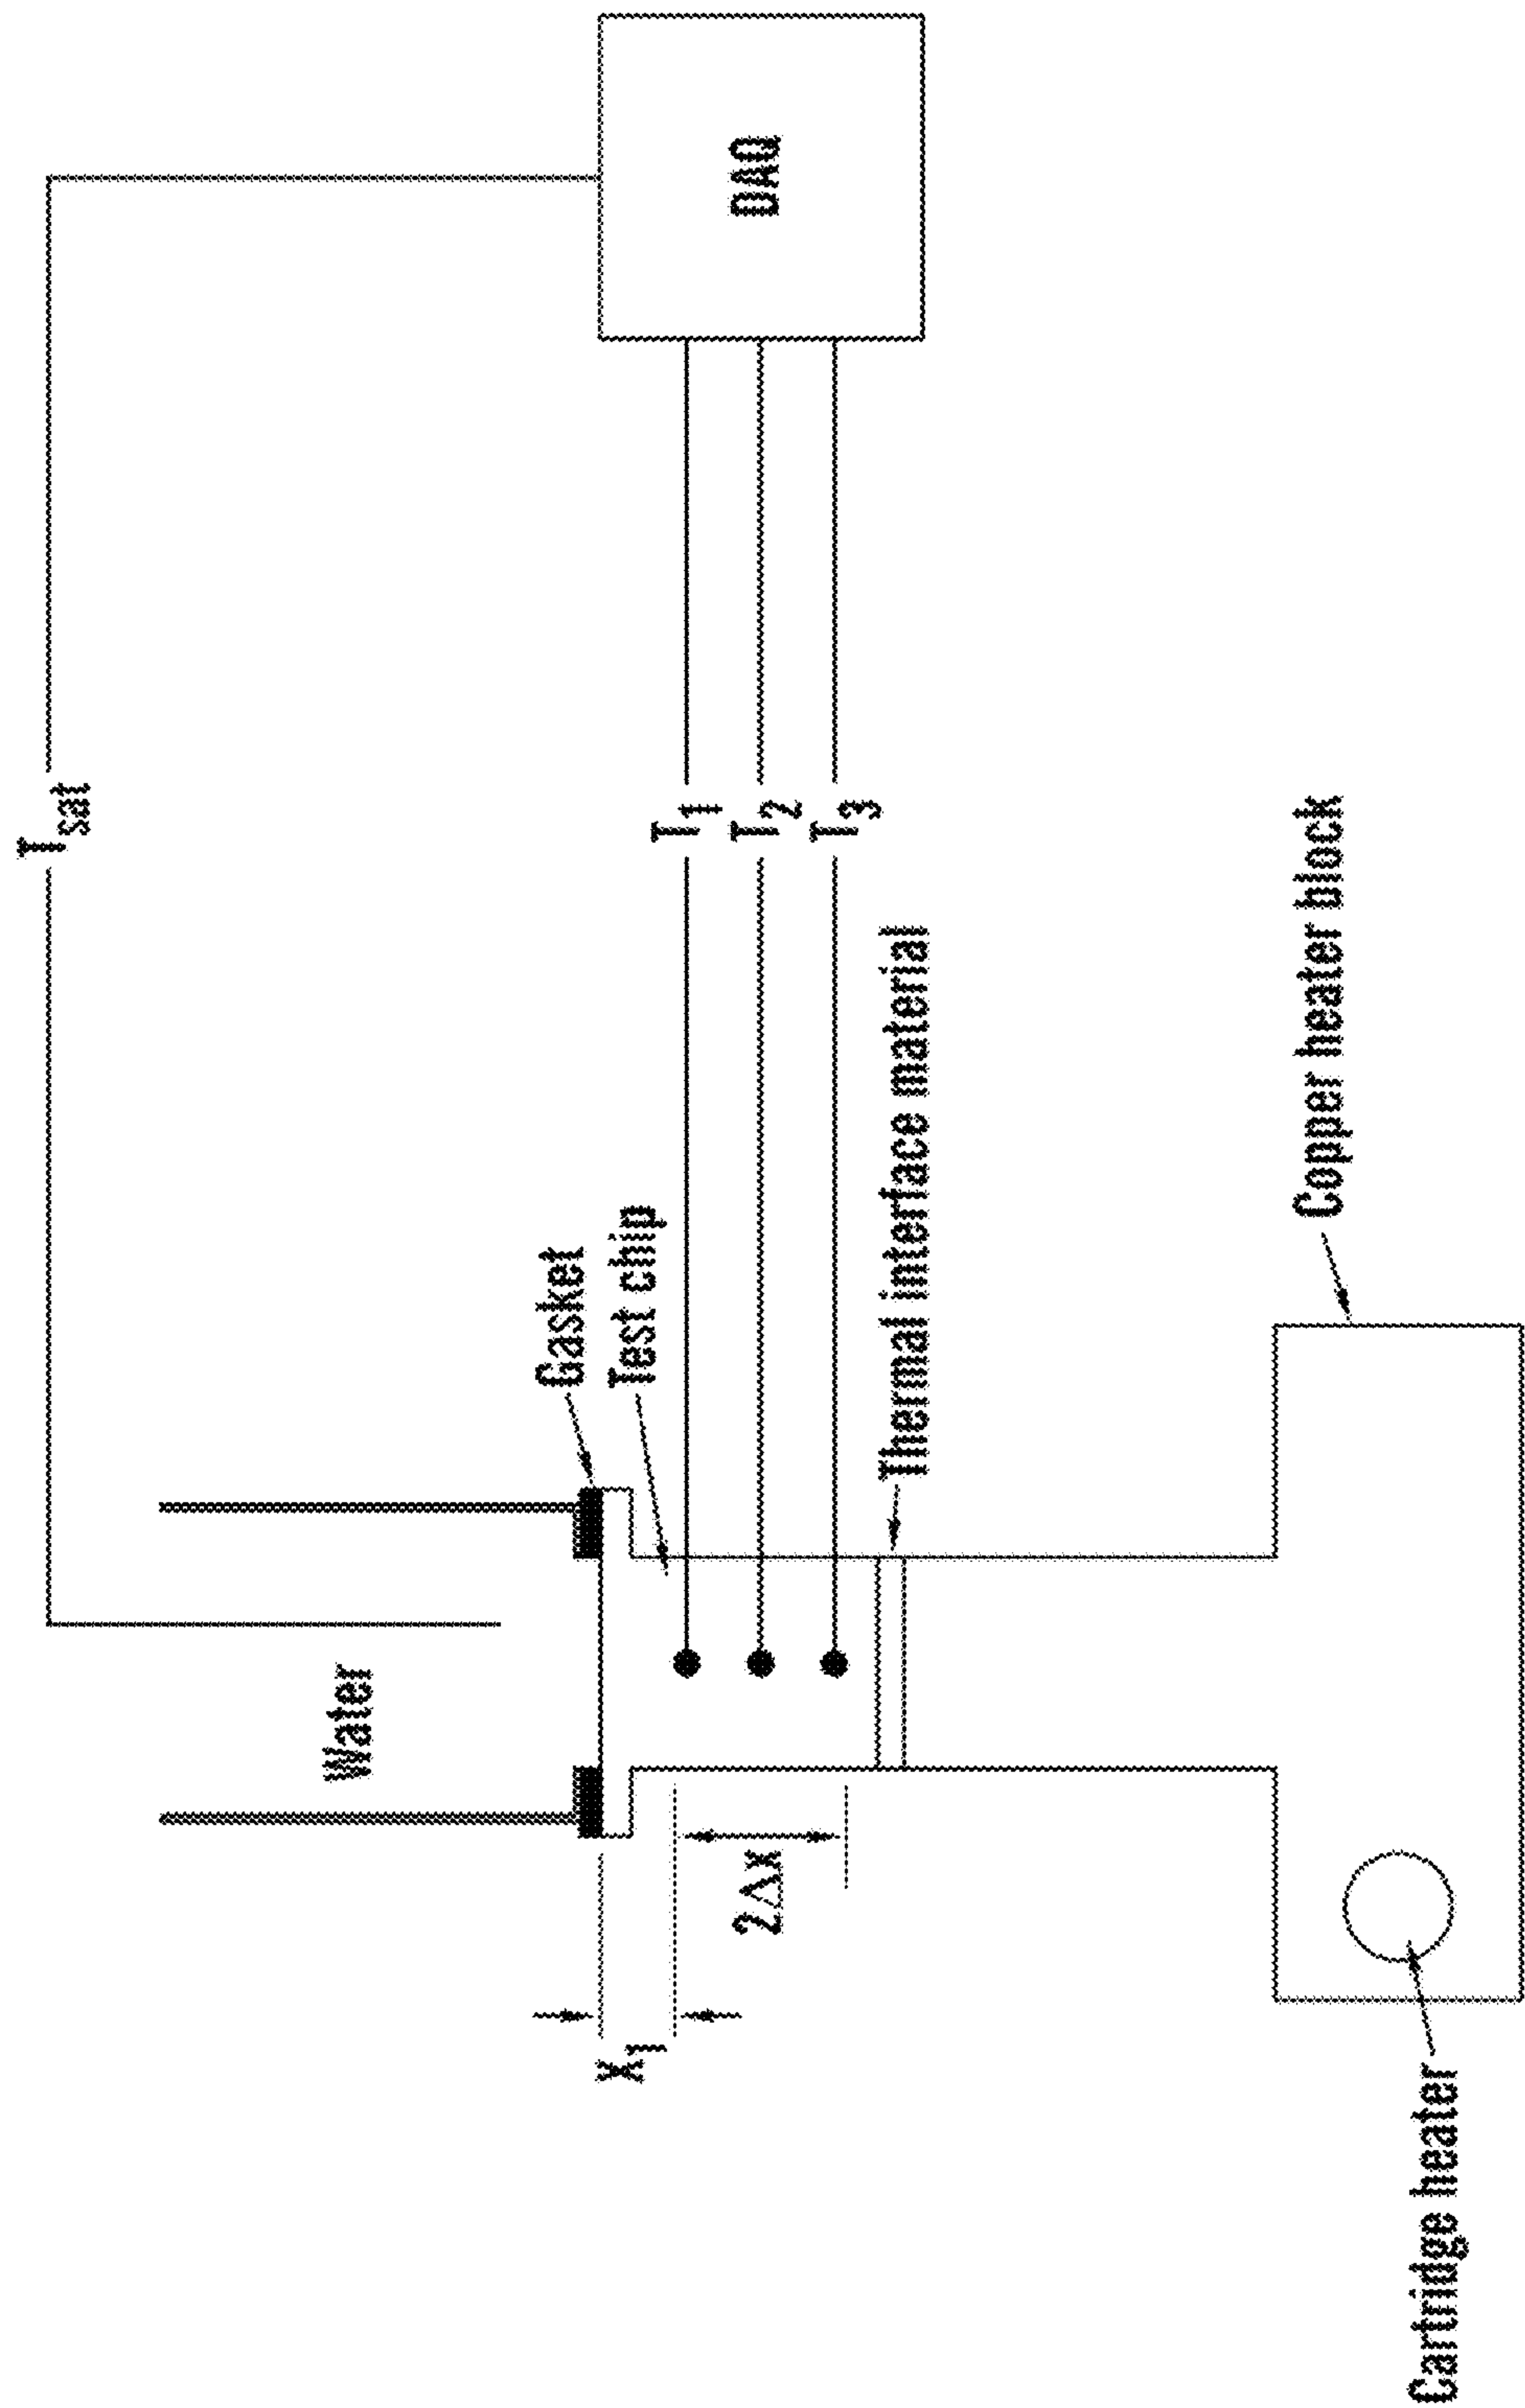 T_sat
DAQ
T_1
T_2
T_3
Gasket
Test chip
Thermal interface material
Copper heater block
Water
2Δx
x_1
Cartridge heater